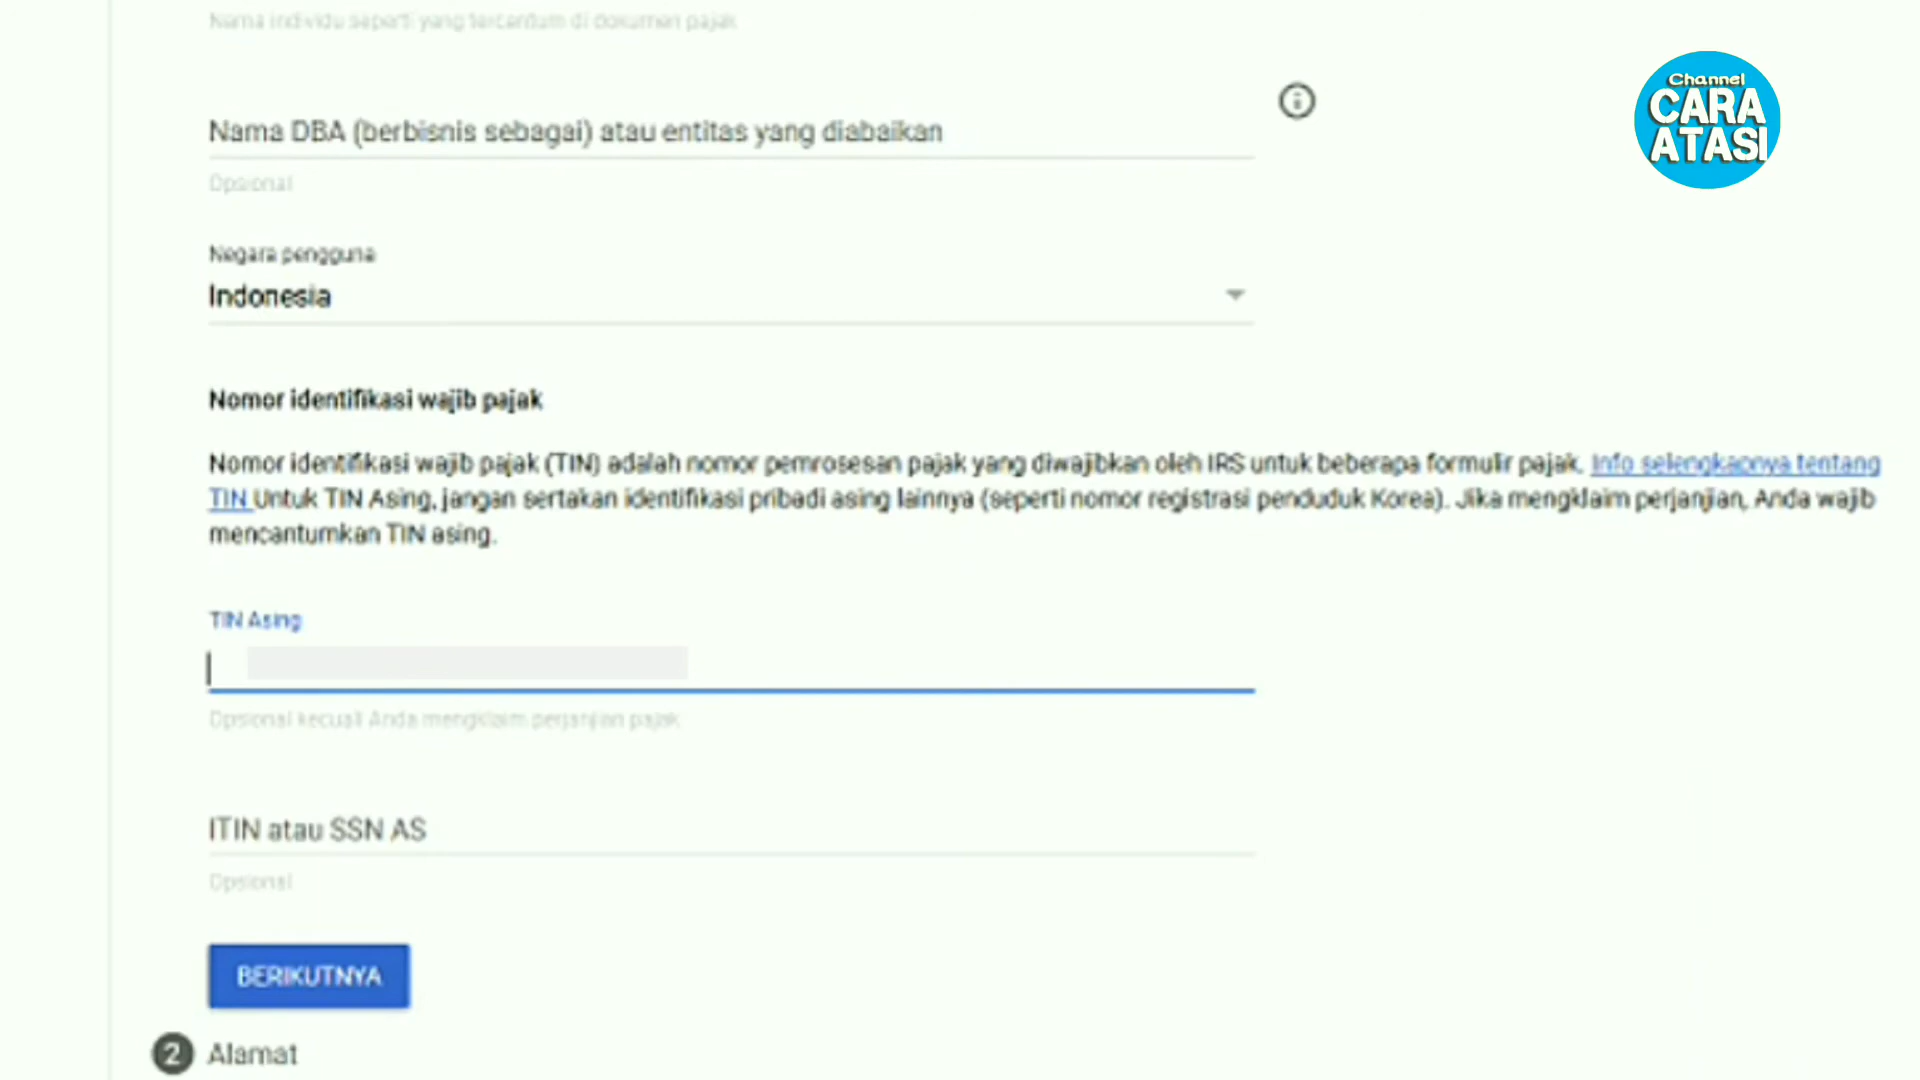 Nama individu seperti yang tercantum di dokumen pajak
Channel
CARA
ATASI
Nama DBA (berbisnis sebagai) atau entitas yang diabaikan
Opsional
Negara pengguna
Indonesia
Nomor identifikasi wajib pajak
Nomor identifikasi wajib pajak (TIN) adalah nomor pemrosesan pajak yang diwajibkan oleh IRS untuk beberapa formulir pajak. Info selengkapnya tentang
TIN Untuk TIN Asing, jangan sertakan identifikasi pribadi asing lainnya (seperti nomor registrasi penduduk Korea). Jika mengklaim perjanjian, Anda wajib
mencantumkan TIN asing.
TIN Asing
Opsional kecuali Anda mengklaim perjanjian pajak
ITIN atau SSN AS
Opsional
BERIKUTNYA
2 Alamat